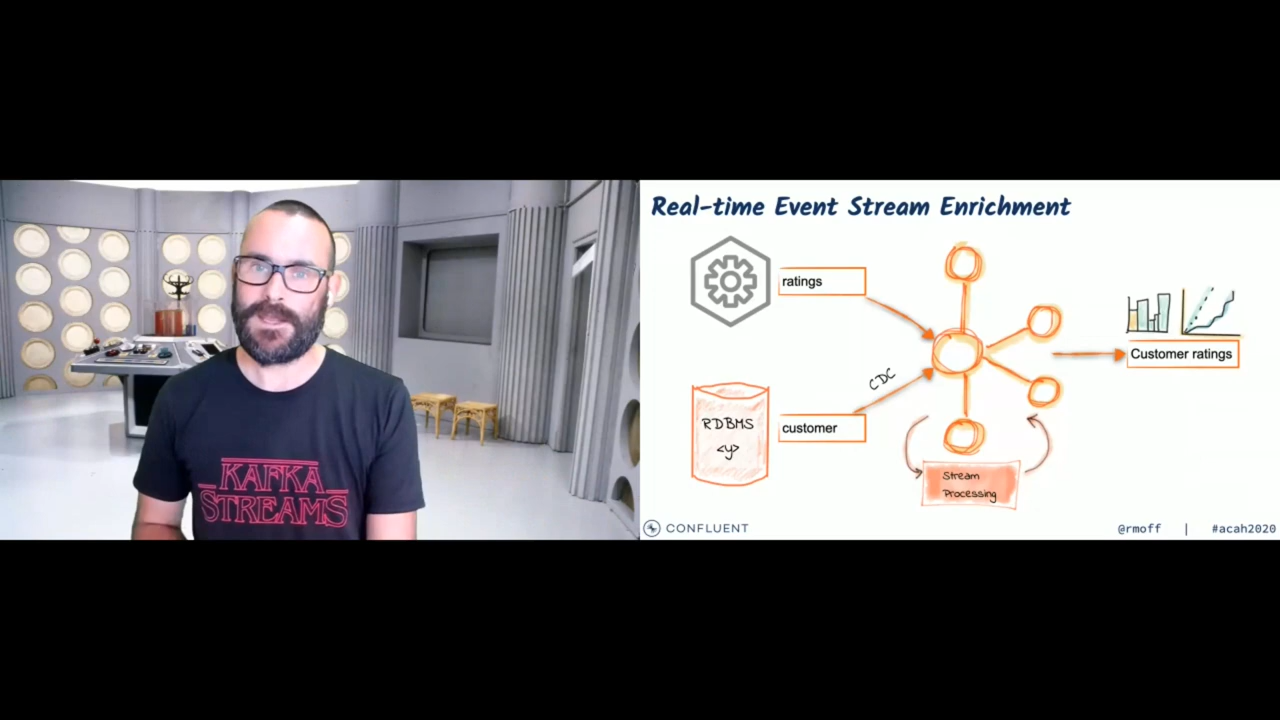 KAFKA
STREAMS
Real-time Event Stream Enrichment
ratings
CDC
RDBMS
<y>
customer
Customer ratings
Stream
Processing
CONFLUENT
@rmoff | #acah2020